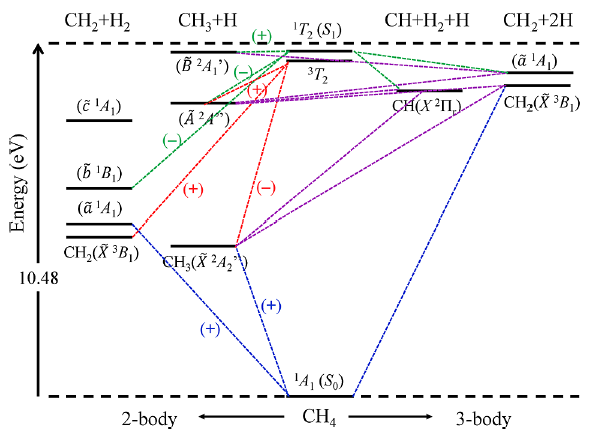 CH₂+H₂ CH₃+H CH+H₂+H CH₂+2H
(+) ¹T₂ (S₁)
(B̃ ²A₁') ³T₂ (ã ¹A₁)
(−) (+)
(c̃ ¹A₁) (Ã ²A'') CH(X ²Π) CH₂(X̃ ³B₁)
(−)
(b̃ ¹B₁)
(+) (−)
(ã ¹A₁)
CH₂(X̃ ³B₁) CH₃(X̃ ²A₂'')
Energy (eV)
10.48
(+) (+)
¹A₁ (S₀)
2-body CH₄ 3-body